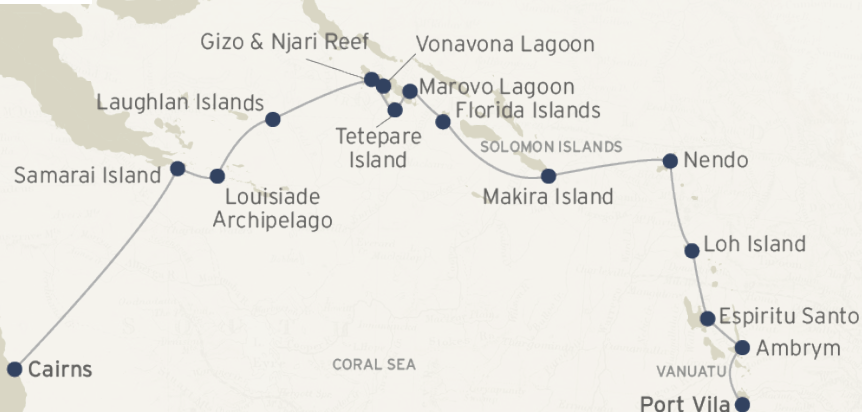 Gizo & Njari Reef
Vonavona Lagoon
Marovo Lagoon
Laughlan Islands
Florida Islands
Tetepare
Island
SOLOMON ISLANDS
Nendo
Samarai Island
Louisiade
Archipelago
Makira Island
Loh Island
Espiritu Santo
Ambrym
CORAL SEA
Cairns
VANUATU
Port Vila